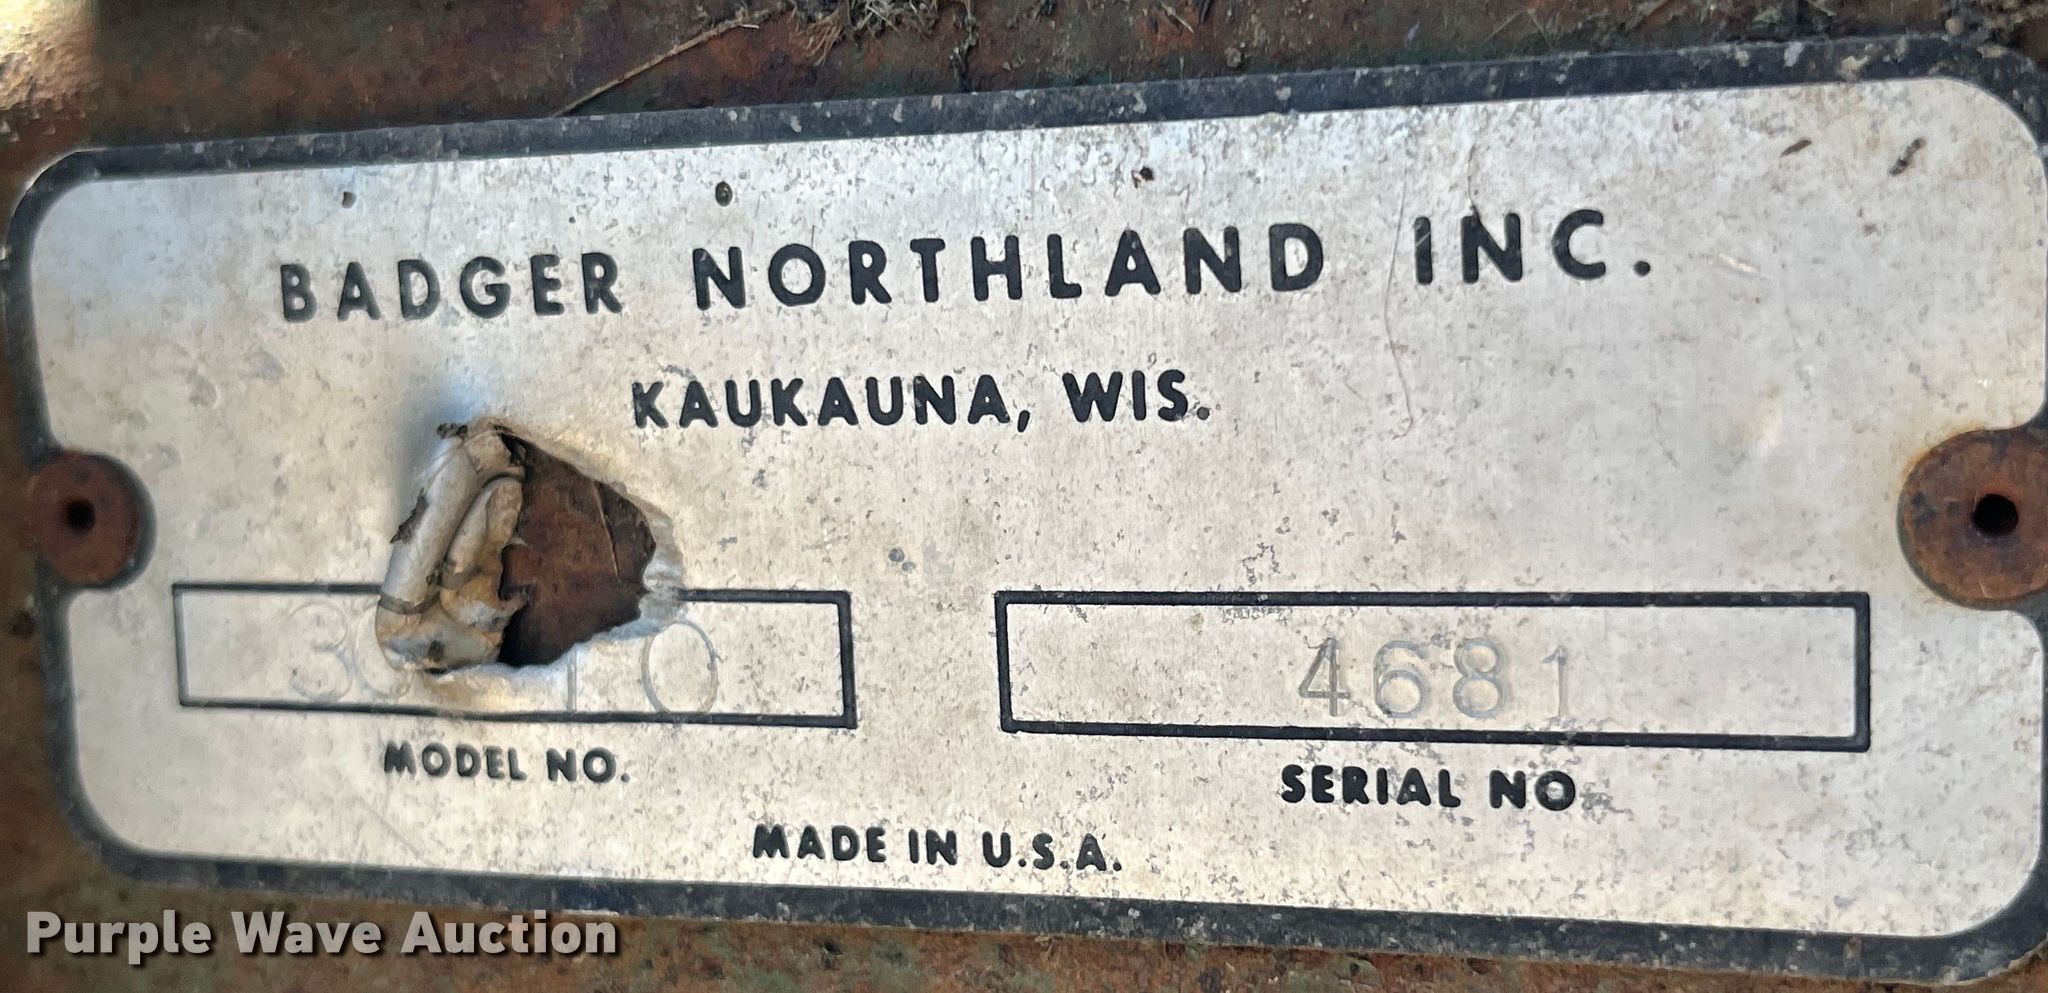 BADGER NORTHLAND INC.
KAUKAUNA, WIS.
4681
MODEL NO.
SERIAL NO
MADE IN U.S.A.
Purple Wave Auction